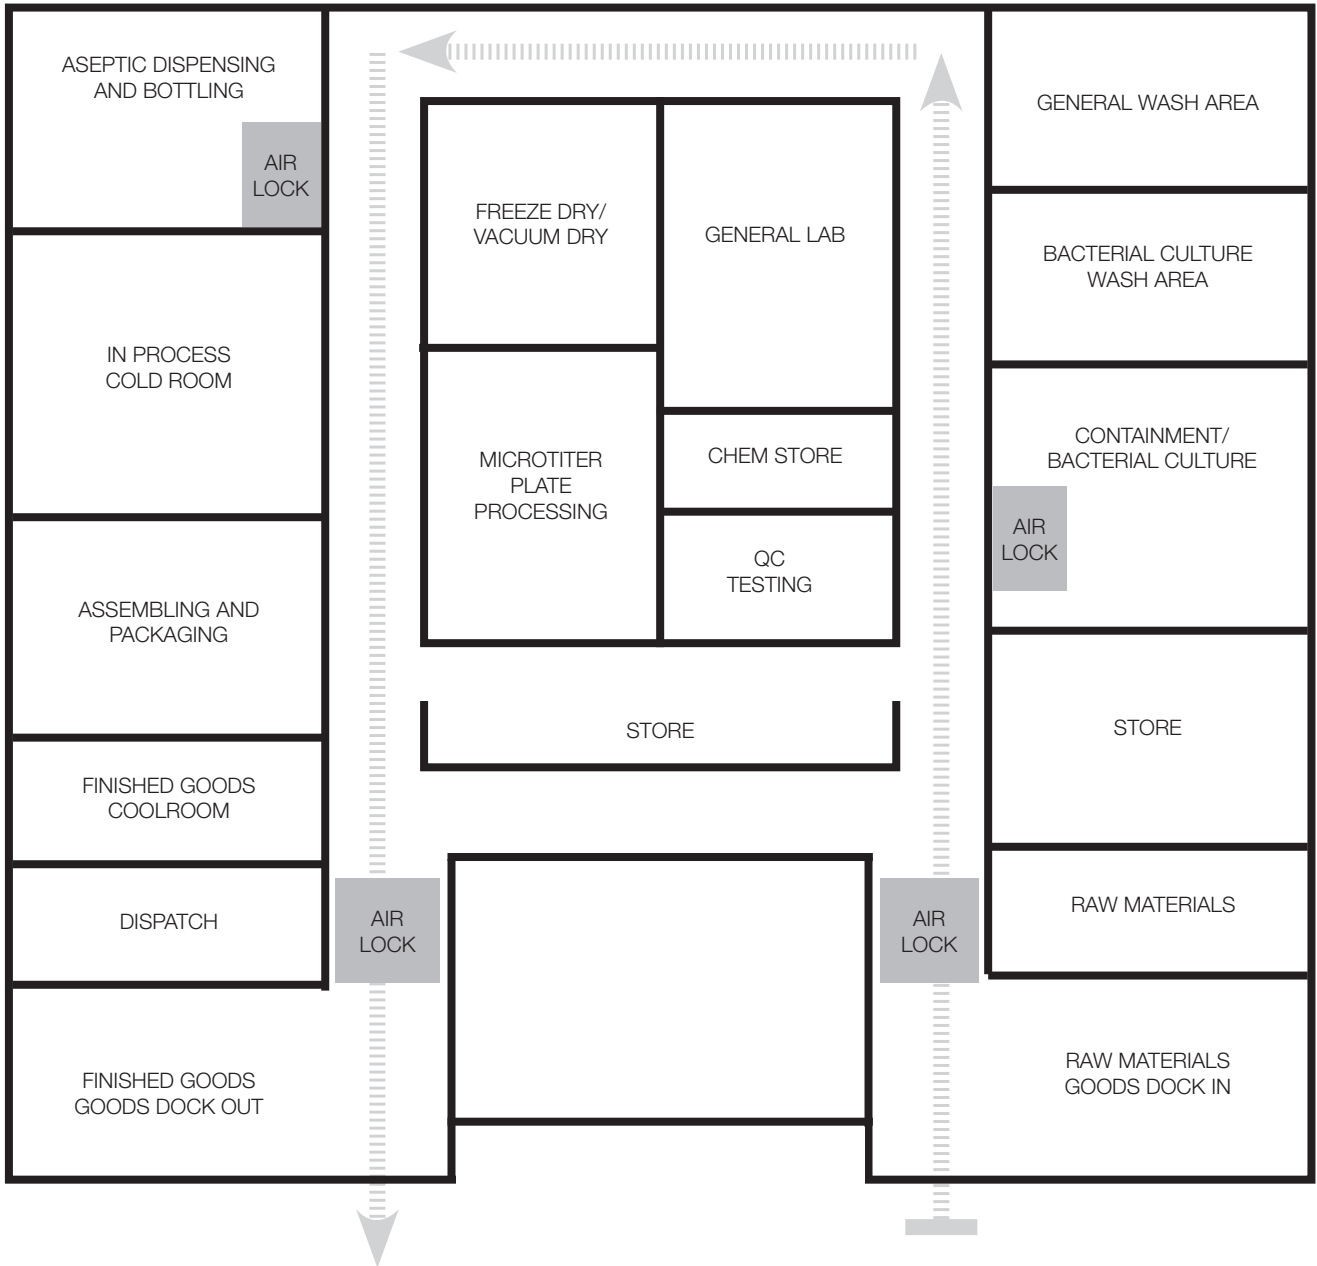 ASEPTIC DISPENSING
AND BOTTLING
AIR
LOCK
IN PROCESS
COLD ROOM
ASSEMBLING AND
PACKAGING
FINISHED GOODS
COOLROOM
DISPATCH
FINISHED GOODS
GOODS DOCK OUT
AIR
LOCK
FREEZE DRY/
VACUUM DRY
MICROTITER
PLATE
PROCESSING
GENERAL LAB
CHEM STORE
QC
TESTING
STORE
AIR
LOCK
GENERAL WASH AREA
BACTERIAL CULTURE
WASH AREA
CONTAINMENT/
BACTERIAL CULTURE
AIR
LOCK
STORE
RAW MATERIALS
RAW MATERIALS
GOODS DOCK IN